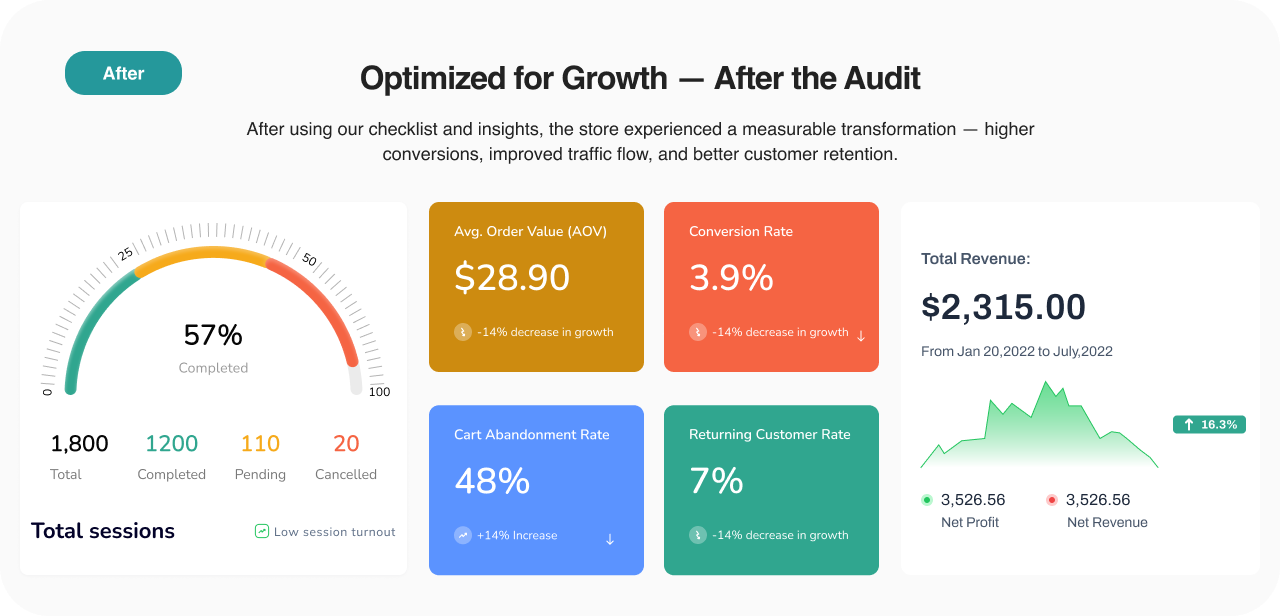 After
Optimized for Growth — After the Audit
After using our checklist and insights, the store experienced a measurable transformation — higher
conversions, improved traffic flow, and better customer retention.
0
25
50
100
57%
Completed
1,800
Total
1200
Completed
110
Pending
20
Cancelled
Total sessions
Low session turnout
Avg. Order Value (AOV)
$28.90
-14% decrease in growth
Conversion Rate
3.9%
-14% decrease in growth ↓
Cart Abandonment Rate
48%
+14% Increase ↓
Returning Customer Rate
7%
-14% decrease in growth
Total Revenue:
$2,315.00
From Jan 20,2022 to July,2022
↑ 16.3%
3,526.56
Net Profit
3,526.56
Net Revenue